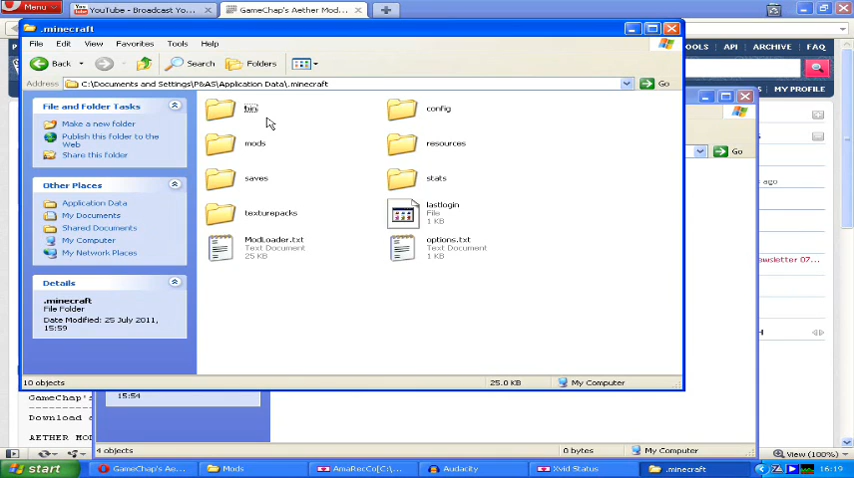 Menu
YouTube - Broadcast Yo...
GameChap's Aether Mod...
.minecraft
File Edit View Favorites Tools Help
Back Search Folders
Address C:\Documents and Settings\P&AS\Application Data\.minecraft Go
TOOLS API ARCHIVE FAQ
MY PROFILE
Go
File and Folder Tasks
Make a new folder
Publish this folder to the Web
Share this folder
Other Places
Application Data
My Documents
Shared Documents
My Computer
My Network Places
Details
.minecraft
File Folder
Date Modified: 25 July 2011,
15:59
bin
config
mods
resources
saves
stats
texturepacks
lastlogin
File
1 KB
ModLoader.txt
Text Document
25 KB
options.txt
Text Document
1 KB
ago
ewsletter 07...
10 objects 25.0 KB My Computer
GameChap's
15:54
Download
AETHER MOD
4 objects 0 bytes My Computer
View (100%)
start GameChap's Ae... Mods AmaRecCo[C:\... Audacity Xvid Status .minecraft 16:19